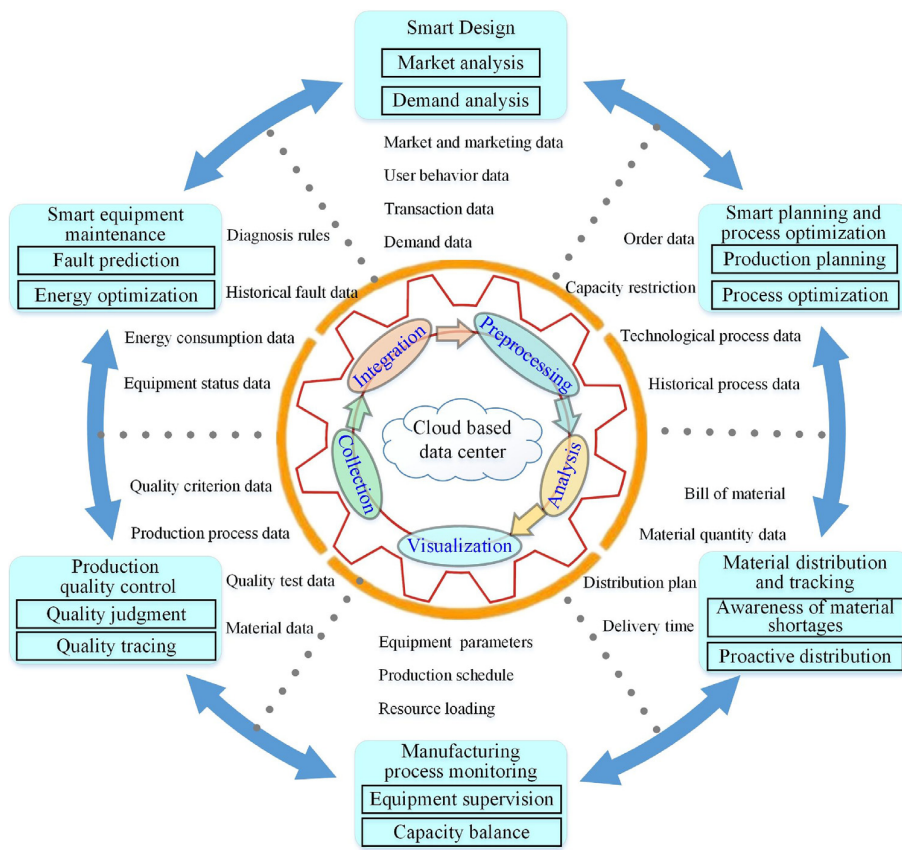 Smart Design
Market analysis
Demand analysis
Market and marketing data
User behavior data
Transaction data
Demand data
Smart equipment
maintenance
Fault prediction
Energy optimization
Diagnosis rules
Historical fault data
Energy consumption data
Equipment status data
Smart planning and
process optimization
Production planning
Process optimization
Order data
Capacity restriction
Technological process data
Historical process data
Integration
Preprocessing
Collection
Cloud based
data center
Analysis
Visualization
Quality criterion data
Production process data
Quality test data
Material data
Production
quality control
Quality judgment
Quality tracing
Bill of material
Material quantity data
Distribution plan
Delivery time
Material distribution
and tracking
Awareness of material
shortages
Proactive distribution
Equipment parameters
Production schedule
Resource loading
Manufacturing
process monitoring
Equipment supervision
Capacity balance